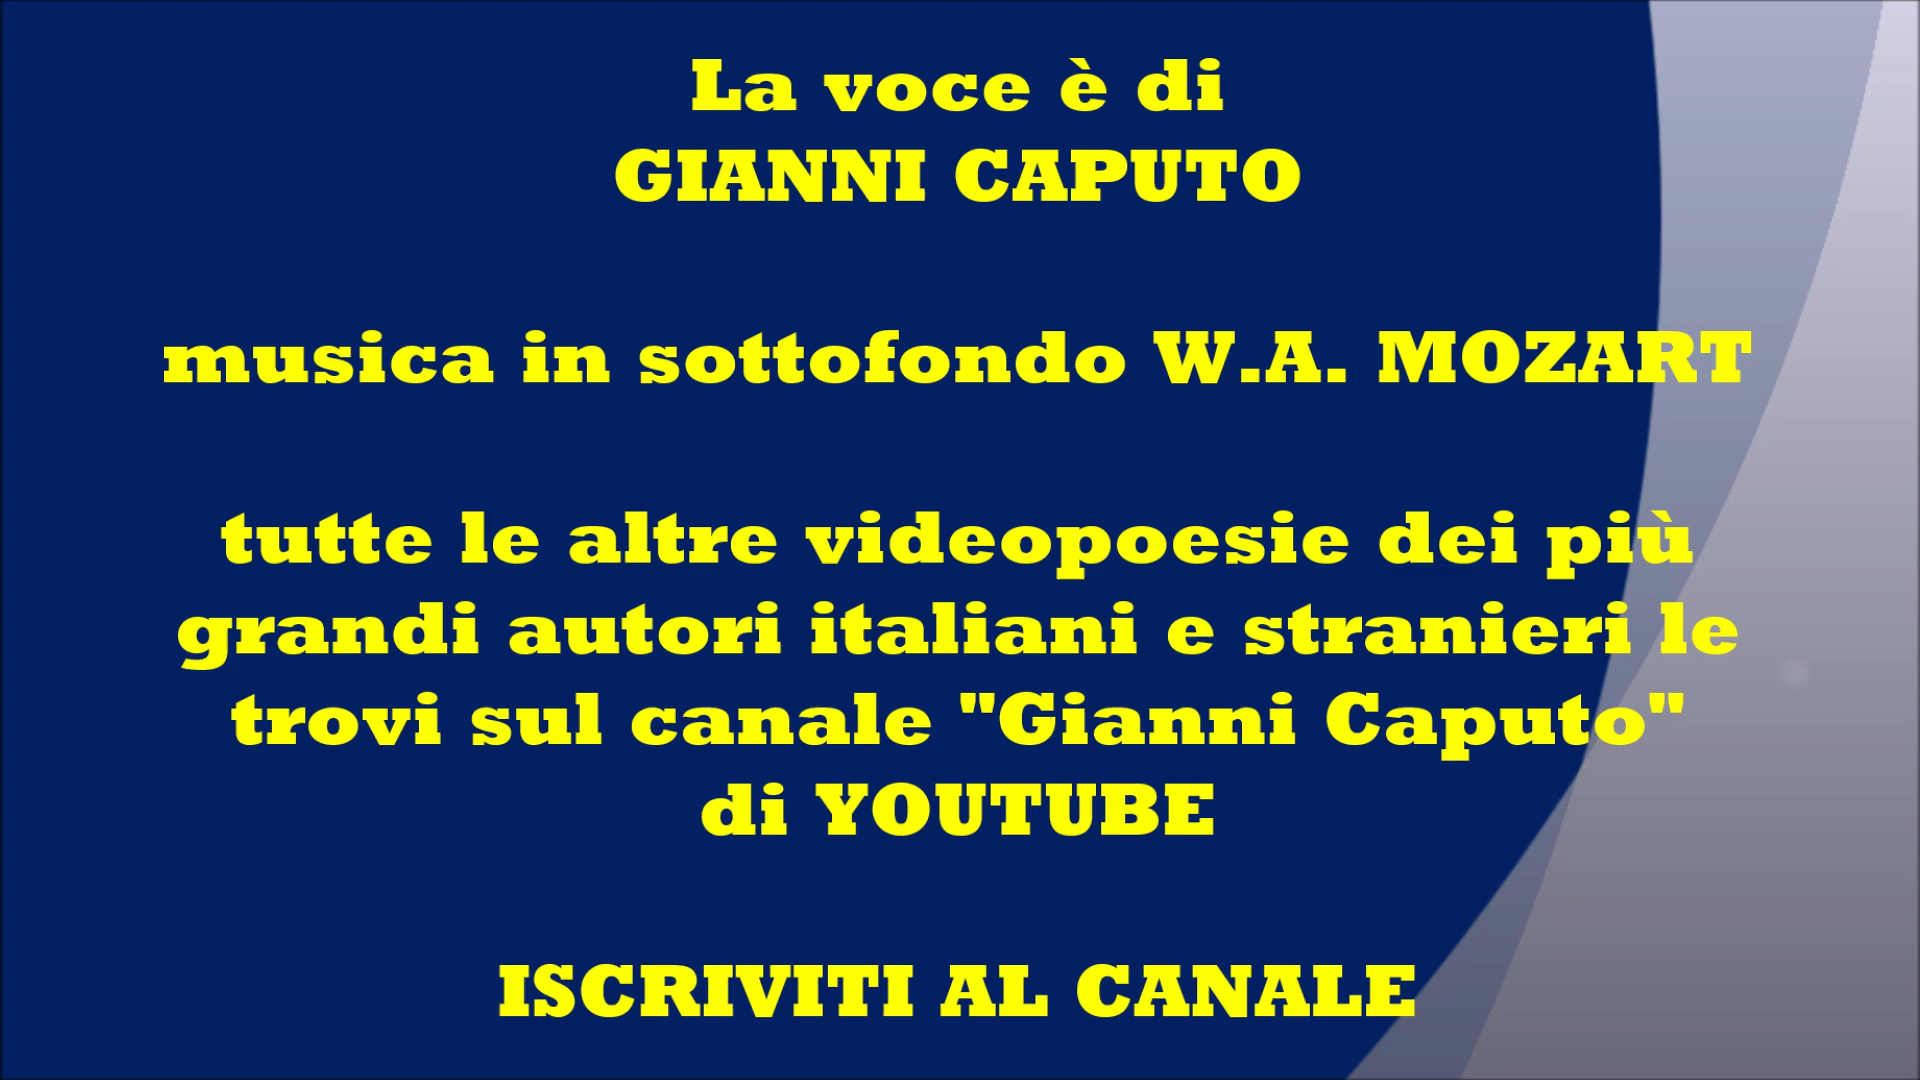 La voce è di
GIANNI CAPUTO
musica in sottofondo W.A. MOZART
tutte le altre videopoesie dei più
grandi autori italiani e stranieri le
trovi sul canale "Gianni Caputo"
di YOUTUBE
ISCRIVITI AL CANALE